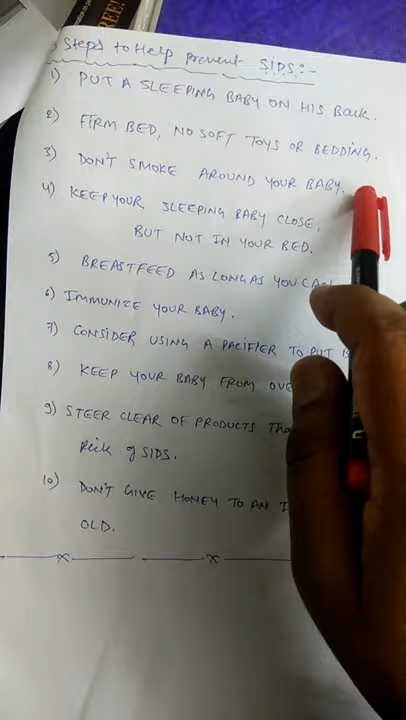 REE!
Steps to Help Prevent SIDS:-
1) PUT A SLEEPING BABY ON HIS Back.
2) FIRM BED, NO SOFT TOYS OR BEDDING.
3) DON'T SMOKE AROUND YOUR BABY.
4) KEEP YOUR SLEEPING BABY CLOSE,
BUT NOT IN YOUR BED.
5) BREASTFEED AS LONG AS YOU CAN
6) IMMUNIZE YOUR BABY.
7) CONSIDER USING A PACIFIER TO PUT
8) KEEP YOUR BABY FROM
9) STEER CLEAR OF PRODUCTS
Risk of SIDS.
10) DON'T GIVE HONEY TO AN
OLD.